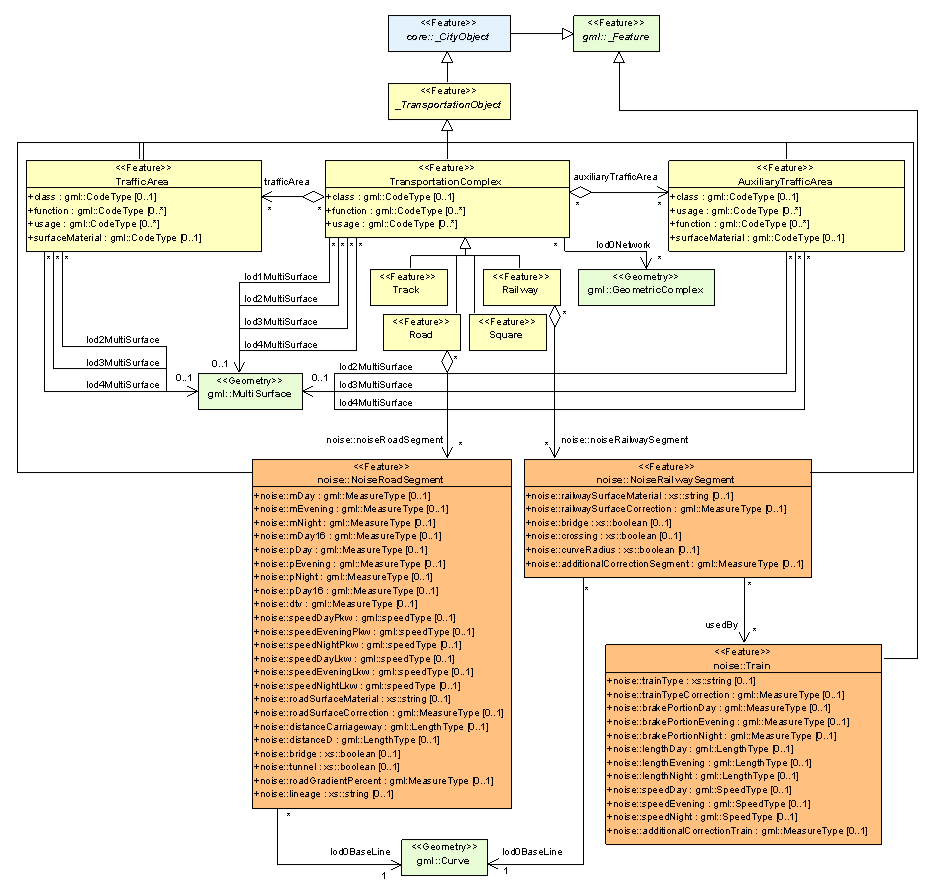 <<Feature>>
core::_CityObject
<<Feature>>
gml::_Feature
<<Feature>>
_TransportationObject
<<Feature>>
TrafficArea
+class : gml::CodeType [0..1]
+function : gml::CodeType [0..*]
+usage : gml::CodeType [0..*]
+surfaceMaterial : gml::CodeType [0..1]
trafficArea
*
*
<<Feature>>
TransportationComplex
+class : gml::CodeType [0..1]
+function : gml::CodeType [0..*]
+usage : gml::CodeType [0..*]
auxiliaryTrafficArea
*
*
<<Feature>>
AuxiliaryTrafficArea
+class : gml::CodeType [0..1]
+usage : gml::CodeType [0..*]
+function : gml::CodeType [0..*]
+surfaceMaterial : gml::CodeType [0..1]
* * *
* * * *
*
lod0Network
*
* * *
<<Geometry>>
gml::GeometricComplex
lod1MultiSurface
lod2MultiSurface
lod3MultiSurface
lod4MultiSurface
<<Feature>>
Track
<<Feature>>
Railway
*
<<Feature>>
Road
*
<<Feature>>
Square
lod2MultiSurface
lod3MultiSurface
lod4MultiSurface
0..1
0..1
0..1
<<Geometry>>
gml::MultiSurface
lod2MultiSurface
lod3MultiSurface
lod4MultiSurface
noise::noiseRoadSegment
*
*
noise::noiseRailwaySegment
<<Feature>>
noise::NoiseRoadSegment
+noise::mDay : gml::MeasureType [0..1]
+noise::mEvening : gml::MeasureType [0..1]
+noise::mNight : gml::MeasureType [0..1]
+noise::mDay16 : gml::MeasureType [0..1]
+noise::pDay : gml::MeasureType [0..1]
+noise::pEvening : gml::MeasureType [0..1]
+noise::pNight : gml::MeasureType [0..1]
+noise::pDay16 : gml::MeasureType [0..1]
+noise::dtv : gml::MeasureType [0..1]
+noise::speedDayPkw : gml::speedType [0..1]
+noise::speedEveningPkw : gml::speedType [0..1]
+noise::speedNightPkw : gml::speedType [0..1]
+noise::speedDayLkw : gml::speedType [0..1]
+noise::speedEveningLkw : gml::speedType [0..1]
+noise::speedNightLkw : gml::speedType [0..1]
+noise::roadSurfaceMaterial : xs::string [0..1]
+noise::roadSurfaceCorrection : gml::MeasureType [0..1]
+noise::distanceCarriageway : gml::LengthType [0..1]
+noise::distanceD : gml::LengthType [0..1]
+noise::bridge : xs::boolean [0..1]
+noise::tunnel : xs::boolean [0..1]
+noise::roadGradientPercent : gml:MeasureType [0..1]
+noise::lineage : xs::string [0..1]
<<Feature>>
noise::NoiseRailwaySegment
+noise::railwaySurfaceMaterial : xs::string [0..1]
+noise::railwaySurfaceCorrection : gml::MeasureType [0..1]
+noise::bridge : xs::boolean [0..1]
+noise::crossing : xs::boolean [0..1]
+noise::curveRadius : xs::boolean [0..1]
+noise::additionalCorrectionSegment : gml::MeasureType [0..1]
*
*
usedBy
*
<<Feature>>
noise::Train
+noise::trainType : xs::string [0..1]
+noise::trainTypeCorrection : gml::MeasureType [0..1]
+noise::brakePortionDay : gml::MeasureType [0..1]
+noise::brakePortionEvening : gml::MeasureType [0..1]
+noise::brakePortionNight : gml::MeasureType [0..1]
+noise::lengthDay : gml::LengthType [0..1]
+noise::lengthEvening : gml::LengthType [0..1]
+noise::lengthNight : gml::LengthType [0..1]
+noise::speedDay : gml::SpeedType [0..1]
+noise::speedEvening : gml::SpeedType [0..1]
+noise::speedNight : gml::SpeedType [0..1]
+noise::additionalCorrectionTrain : gml::MeasureType [0..1]
*
lod0BaseLine
1
<<Geometry>>
gml::Curve
lod0BaseLine
1